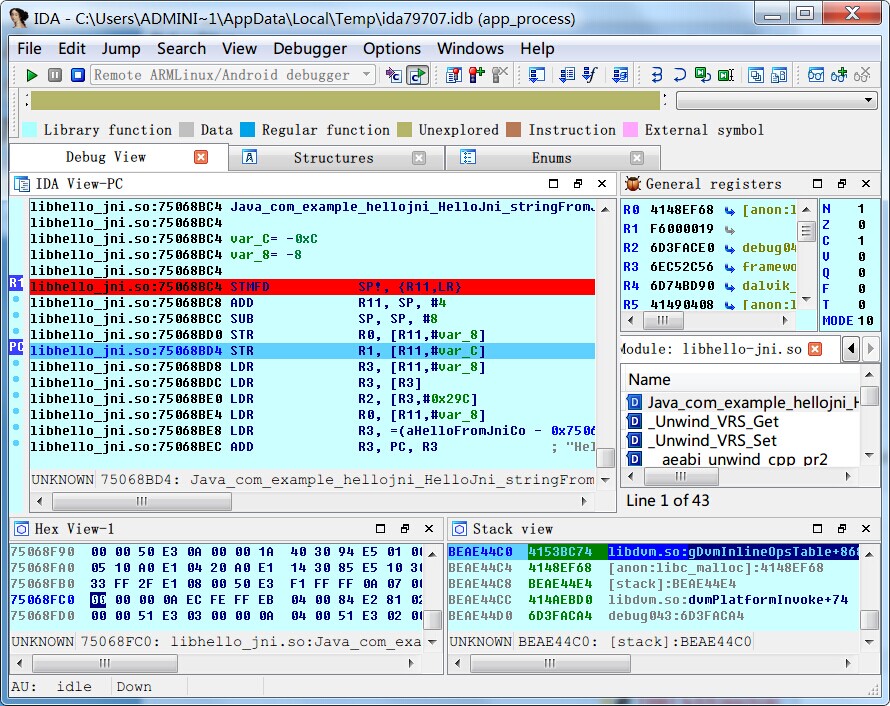 IDA - C:\Users\ADMINI~1\AppData\Local\Temp\ida79707.idb (app_process)
File Edit Jump Search View Debugger Options Windows Help
Remote ARMLinux/Android debugger
Library function Data Regular function Unexplored Instruction External symbol
Debug View Structures Enums
IDA View-PC
libhello_jni.so:75068BC4 Java_com_example_hellojni_HelloJni_stringFromJ
libhello_jni.so:75068BC4
libhello_jni.so:75068BC4 var_C= -0xC
libhello_jni.so:75068BC4 var_8= -8
libhello_jni.so:75068BC4
R1 libhello_jni.so:75068BC4 STMFD SP!, {R11,LR}
libhello_jni.so:75068BC8 ADD R11, SP, #4
libhello_jni.so:75068BCC SUB SP, SP, #8
libhello_jni.so:75068BD0 STR R0, [R11,#var_8]
PC libhello_jni.so:75068BD4 STR R1, [R11,#var_C]
libhello_jni.so:75068BD8 LDR R3, [R11,#var_8]
libhello_jni.so:75068BDC LDR R3, [R3]
libhello_jni.so:75068BE0 LDR R2, [R3,#0x29C]
libhello_jni.so:75068BE4 LDR R0, [R11,#var_8]
libhello_jni.so:75068BE8 LDR R3, =(aHelloFromJniCo - 0x7506
libhello_jni.so:75068BEC ADD R3, PC, R3 ; "Hel
UNKNOWN 75068BD4: Java_com_example_hellojni_HelloJni_stringFrom
General registers
R0 4148EF68 [anon:l
R1 F6000019
R2 6D3FACE0 debug04
R3 6EC52C56 framewo
R4 6D74BD90 dalvik_
R5 41490408 [anon:l
N 1
Z 0
C 1
V 0
Q 0
F 0
T 0
MODE 10
Module: libhello-jni.so
Name
Java_com_example_hellojni_H
_Unwind_VRS_Get
_Unwind_VRS_Set
__aeabi_unwind_cpp_pr2
Line 1 of 43
Hex View-1
75068F90 00 00 50 E3 0A 00 00 1A 40 30 94 E5 01 00
75068FA0 05 10 A0 E1 04 20 A0 E1 14 30 85 E5 10 30
75068FB0 33 FF 2F E1 08 00 50 E3 F1 FF FF 0A 07 00
75068FC0 00 00 00 0A EC FE FF EB 04 00 84 E2 81 02
75068FD0 00 00 51 E3 03 00 00 0A 04 00 51 E3 02 00
UNKNOWN 75068FC0: libhello_jni.so:Java_com_exa
Stack view
BEAE44C0 4153BC74 libdvm.so:gDvmInlineOpsTable+868
BEAE44C4 4148EF68 [anon:libc_malloc]:4148EF68
BEAE44C8 BEAE44E4 [stack]:BEAE44E4
BEAE44CC 414AEBD0 libdvm.so:dvmPlatformInvoke+74
BEAE44D0 6D3FACA4 debug043:6D3FACA4
UNKNOWN BEAE44C0: [stack]:BEAE44C0
AU: idle Down